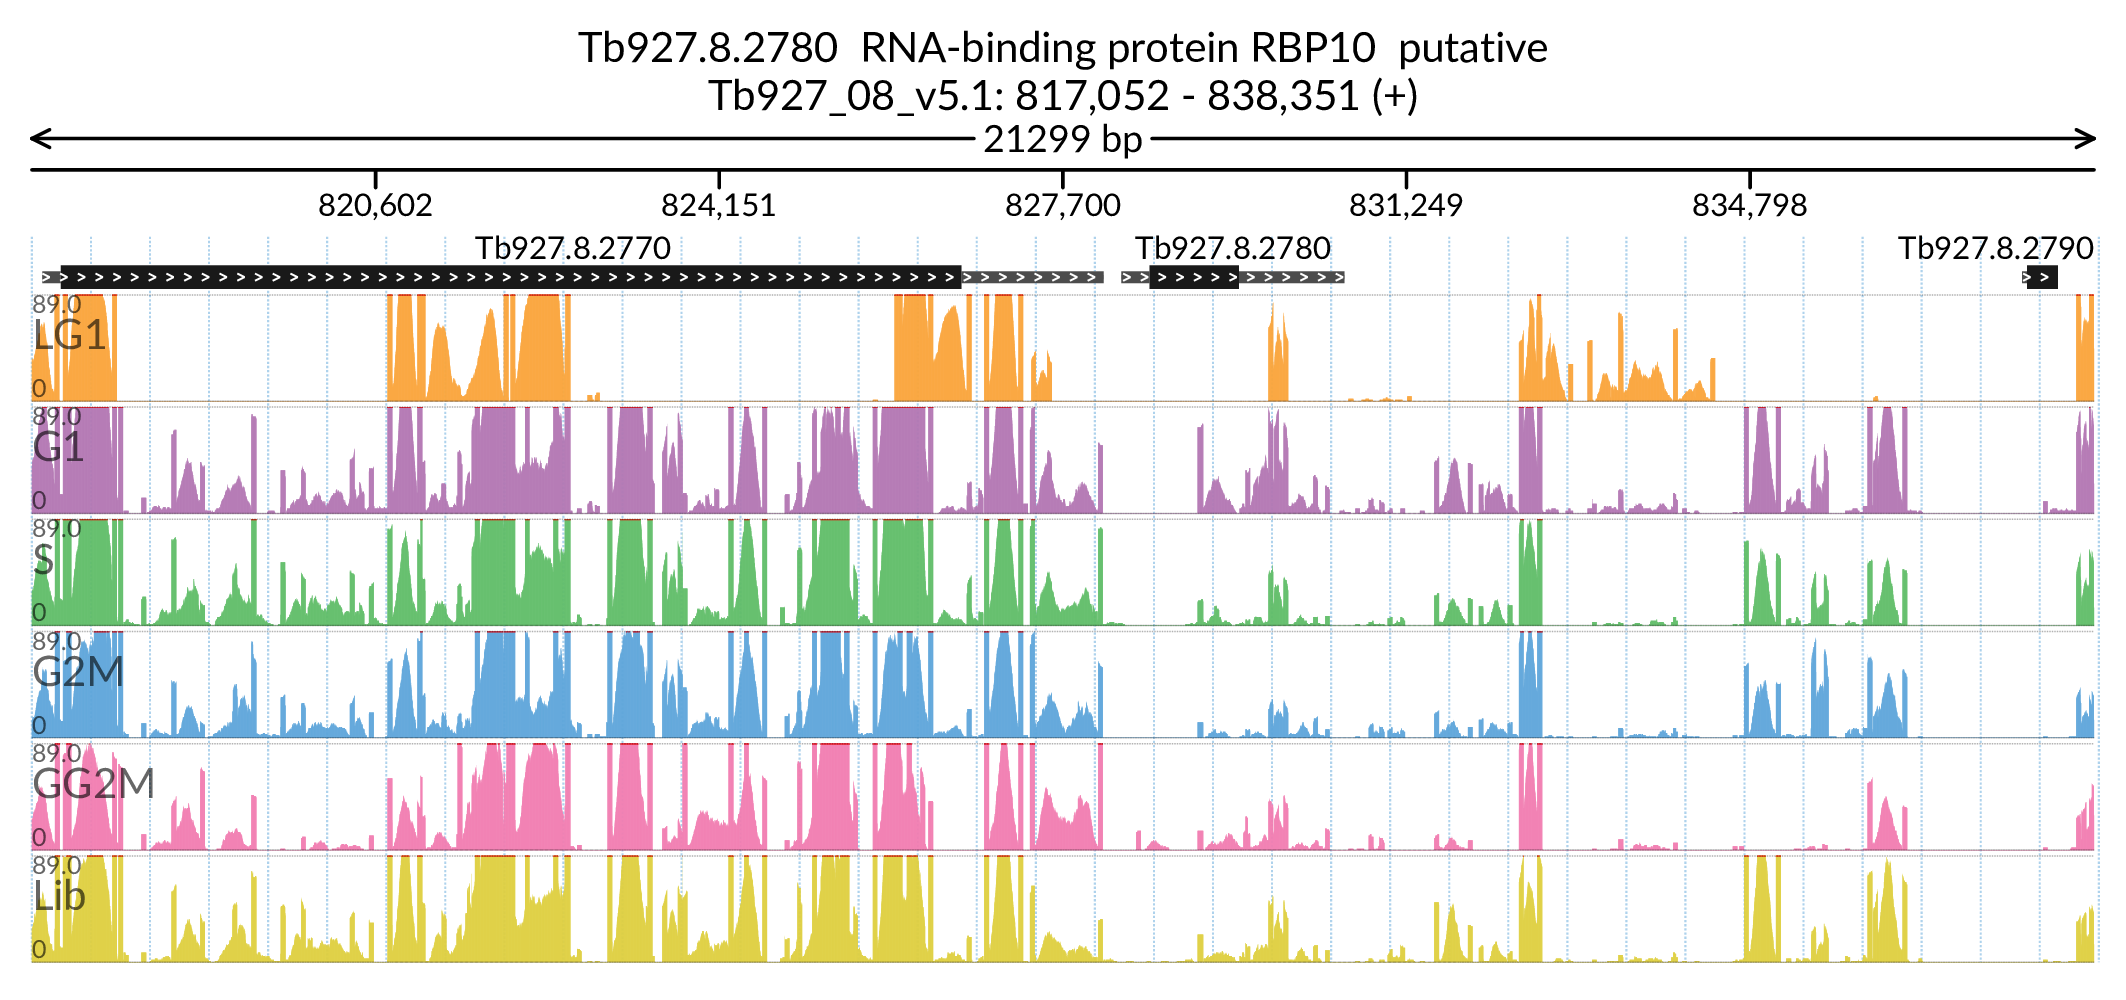 Tb927.8.2780 RNA-binding protein RBP10 putative
Tb927_08_v5.1: 817,052 - 838,351 (+)
21299 bp
820,602 824,151 827,700 831,249 834,798
Tb927.8.2770 Tb927.8.2780 Tb927.8.2790
89.0
LG1
0
89.0
G1
0
89.0
S
0
89.0
G2M
0
89.0
GG2M
0
89.0
Lib
0